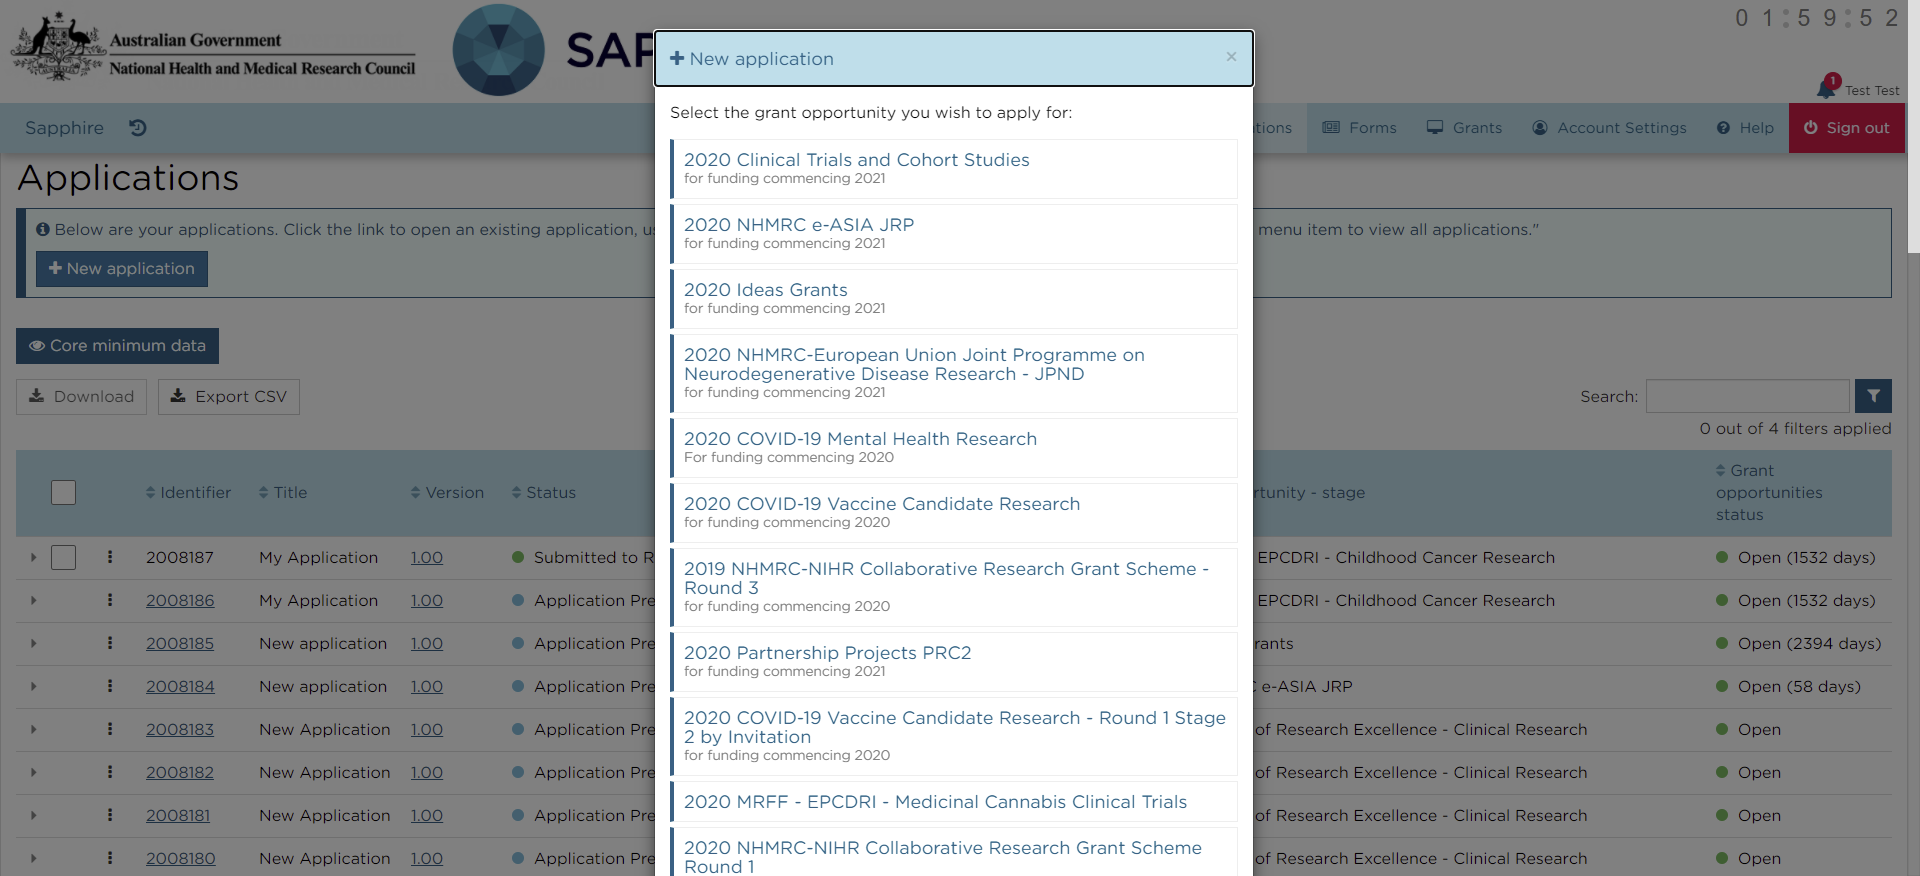 Australian Government
National Health and Medical Research Council
SAP
01:59:52
1
Test Test
Sapphire
tions
Forms
Grants
Account Settings
Help
Sign out
Applications
Below are your applications. Click the link to open an existing application, us
menu item to view all applications."
New application
Core minimum data
Download
Export CSV
Search:
0 out of 4 filters applied
Identifier Title Version Status
rtunity - stage
Grant
opportunities
status
2008187 My Application 1.00 Submitted to R
EPCDRI - Childhood Cancer Research Open (1532 days)
2008186 My Application 1.00 Application Pre
EPCDRI - Childhood Cancer Research Open (1532 days)
2008185 New application 1.00 Application Pre
rants Open (2394 days)
2008184 New application 1.00 Application Pre
e-ASIA JRP Open (58 days)
2008183 New Application 1.00 Application Pre
of Research Excellence - Clinical Research Open
2008182 New Application 1.00 Application Pre
of Research Excellence - Clinical Research Open
2008181 New Application 1.00 Application Pre
of Research Excellence - Clinical Research Open
2008180 New Application 1.00 Application Pre
of Research Excellence - Clinical Research Open
New application
×
Select the grant opportunity you wish to apply for:
2020 Clinical Trials and Cohort Studies
for funding commencing 2021
2020 NHMRC e-ASIA JRP
for funding commencing 2021
2020 Ideas Grants
for funding commencing 2021
2020 NHMRC-European Union Joint Programme on
Neurodegenerative Disease Research - JPND
for funding commencing 2021
2020 COVID-19 Mental Health Research
For funding commencing 2020
2020 COVID-19 Vaccine Candidate Research
for funding commencing 2020
2019 NHMRC-NIHR Collaborative Research Grant Scheme -
Round 3
for funding commencing 2020
2020 Partnership Projects PRC2
for funding commencing 2021
2020 COVID-19 Vaccine Candidate Research - Round 1 Stage
2 by Invitation
for funding commencing 2020
2020 MRFF - EPCDRI - Medicinal Cannabis Clinical Trials
2020 NHMRC-NIHR Collaborative Research Grant Scheme
Round 1